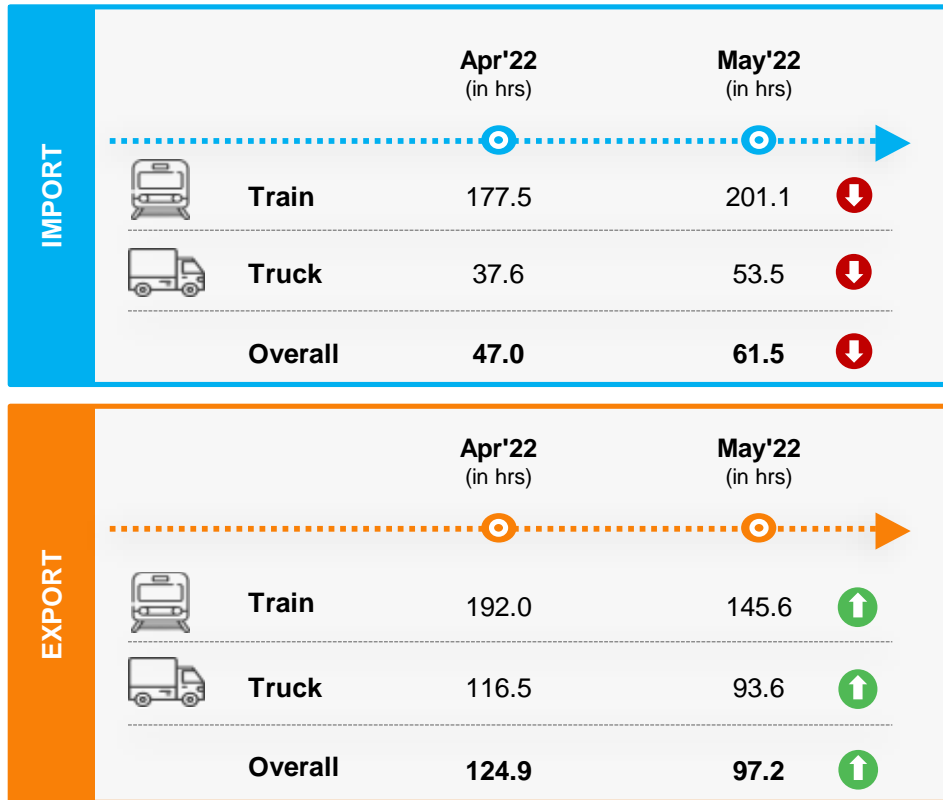 IMPORT
Apr'22 May'22
(in hrs) (in hrs)
Train 177.5 201.1
Truck 37.6 53.5
Overall 47.0 61.5
EXPORT
Apr'22 May'22
(in hrs) (in hrs)
Train 192.0 145.6
Truck 116.5 93.6
Overall 124.9 97.2